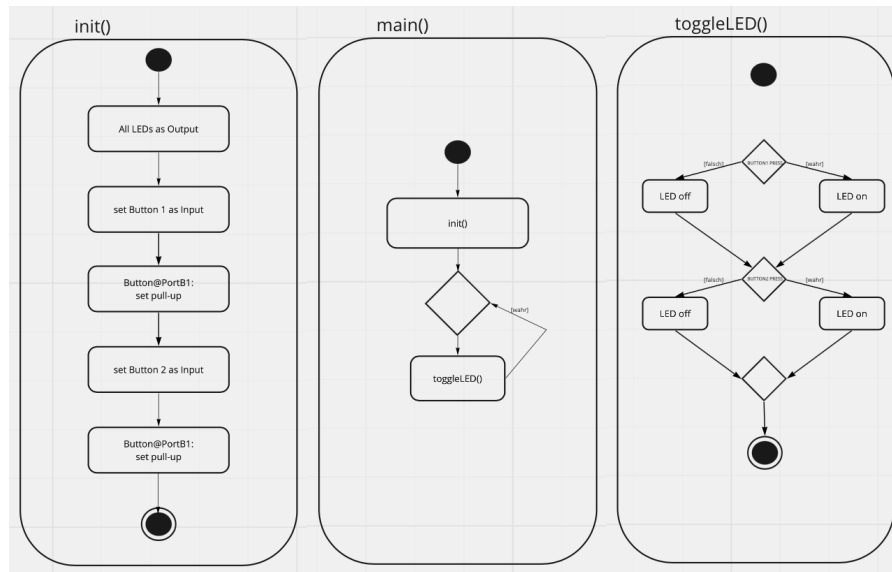 init()
All LEDs as Output
set Button 1 as Input
Button@PortB1:
set pull-up
set Button 2 as Input
Button@PortB1:
set pull-up
main()
init()
[wahr]
toggleLED()
toggleLED()
BUTTON1 PRESS
[falsch]
[wahr]
LED off
LED on
BUTTON2 PRESS
[falsch]
[wahr]
LED off
LED on